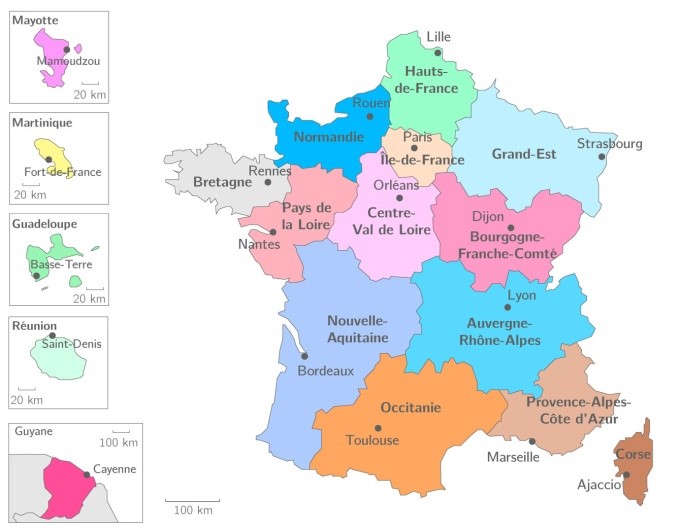 Mayotte
Mamoudzou
20 km
Martinique
Fort-de-France
20 km
Guadeloupe
Basse-Terre
20 km
Réunion
Saint-Denis
20 km
Guyane
100 km
Cayenne
Lille
Hauts-
de-France
Rouen
Normandie
Paris
Île-de-France
Grand-Est
Strasbourg
Rennes
Bretagne
Pays de
la Loire
Nantes
Orléans
Centre-
Val de Loire
Dijon
Bourgogne-
Franche-Comté
Lyon
Auvergne-
Rhône-Alpes
Nouvelle-
Aquitaine
Bordeaux
Occitanie
Toulouse
Provence-Alpes-
Côte d'Azur
Marseille
Corse
Ajaccio
100 km